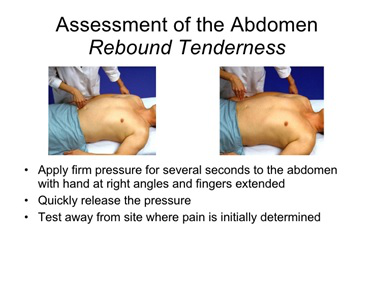 Assessment of the Abdomen
Rebound Tenderness
• Apply firm pressure for several seconds to the abdomen
with hand at right angles and fingers extended
• Quickly release the pressure
• Test away from site where pain is initially determined